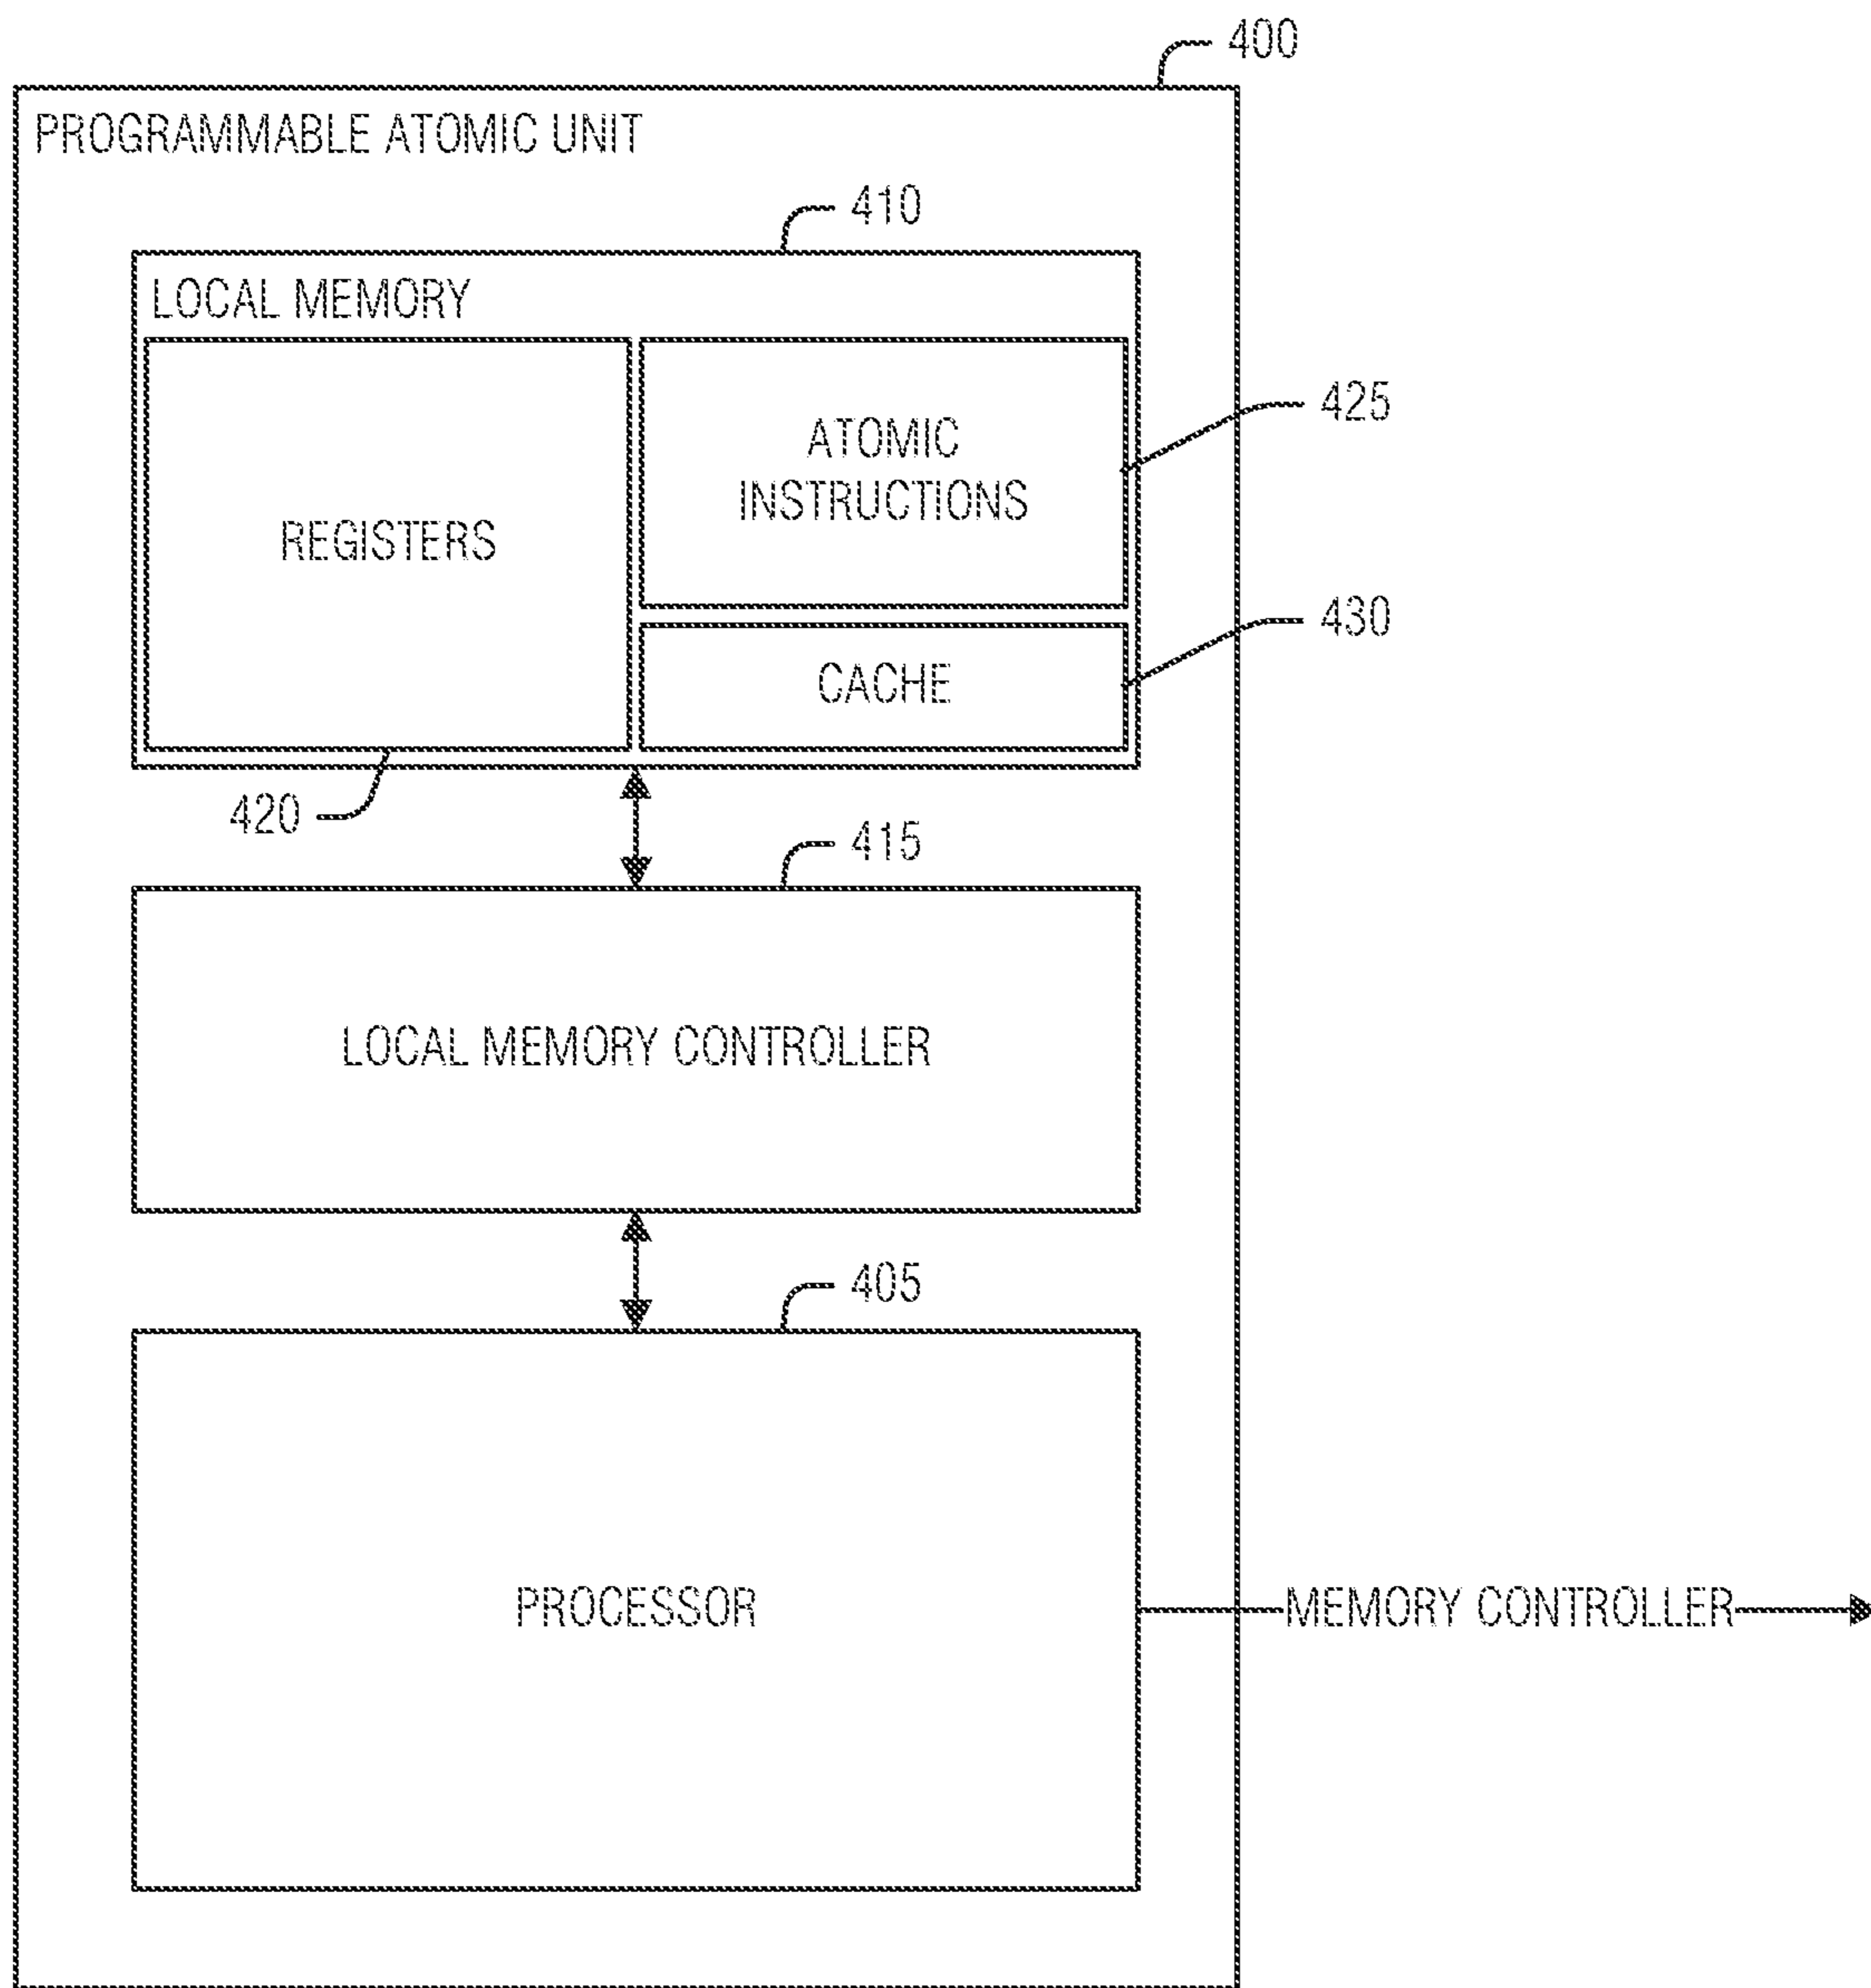 400
PROGRAMMABLE ATOMIC UNIT
410
LOCAL MEMORY
REGISTERS
ATOMIC
INSTRUCTIONS
425
CACHE
430
420
415
LOCAL MEMORY CONTROLLER
405
PROCESSOR
MEMORY CONTROLLER